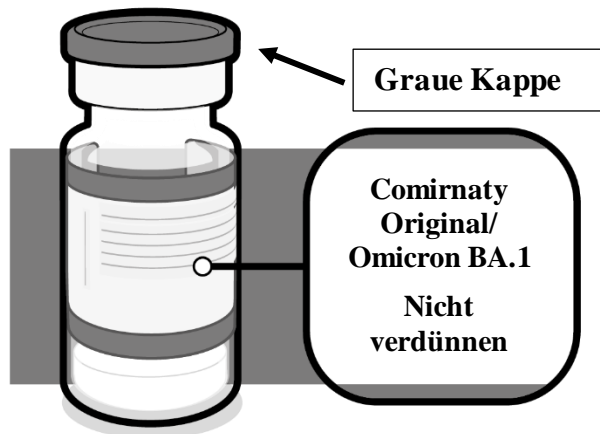 Graue Kappe
Comirnaty
Original/
Omicron BA.1
Nicht
verdünnen